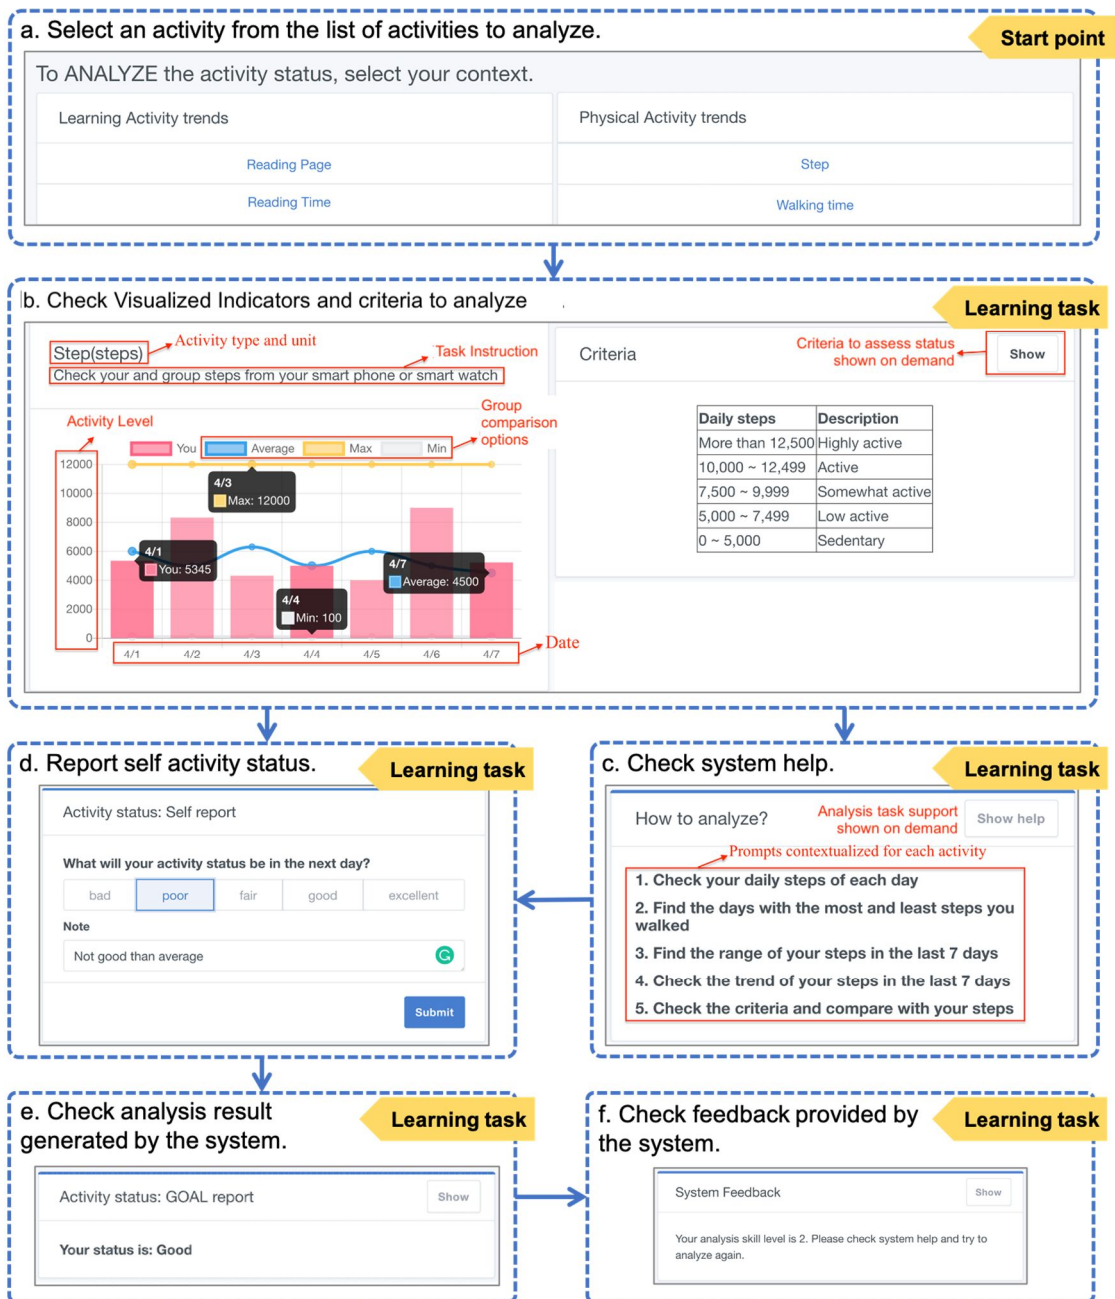 a. Select an activity from the list of activities to analyze.
Start point
To ANALYZE the activity status, select your context.
Learning Activity trends
Physical Activity trends
Reading Page
Step
Reading Time
Walking time
b. Check Visualized Indicators and criteria to analyze
Learning task
Step(steps)
Activity type and unit
Task Instruction
Check your and group steps from your smart phone or smart watch
Criteria
Criteria to assess status
shown on demand
Show
Activity Level
Group
comparison
options
You
Average
Max
Min
12000
10000
8000
6000
4000
2000
0
4/3
Max: 12000
4/1
You: 5345
4/4
Min: 100
4/7
Average: 4500
4/1 4/2 4/3 4/4 4/5 4/6 4/7
Date
Daily steps Description
More than 12,500 Highly active
10,000 ~ 12,499 Active
7,500 ~ 9,999 Somewhat active
5,000 ~ 7,499 Low active
0 ~ 5,000 Sedentary
d. Report self activity status.
Learning task
Activity status: Self report
What will your activity status be in the next day?
bad poor fair good excellent
Note
Not good than average
Submit
c. Check system help.
Learning task
How to analyze?
Analysis task support
shown on demand
Show help
Prompts contextualized for each activity
1. Check your daily steps of each day
2. Find the days with the most and least steps you
walked
3. Find the range of your steps in the last 7 days
4. Check the trend of your steps in the last 7 days
5. Check the criteria and compare with your steps
e. Check analysis result
generated by the system.
Learning task
Activity status: GOAL report
Show
Your status is: Good
f. Check feedback provided by
the system.
Learning task
System Feedback
Show
Your analysis skill level is 2. Please check system help and try to
analyze again.